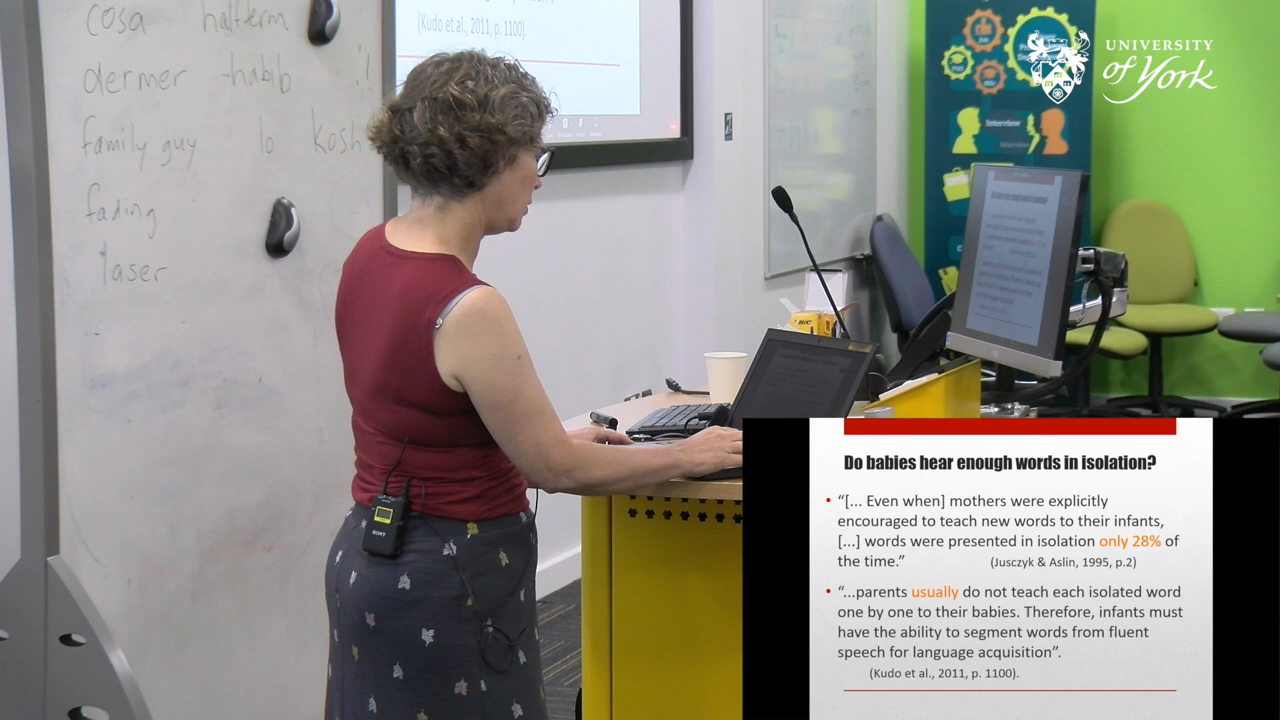 cosa halterm
dermer habib !
family guy lo kosh
fading
laser
(Kudo et al., 2011, p. 1100).
UNIVERSITY
of York
BIC
SONY
Do babies hear enough words in isolation?
• “[... Even when] mothers were explicitly
encouraged to teach new words to their infants,
[...] words were presented in isolation only 28% of
the time.” (Jusczyk & Aslin, 1995, p.2)
• “...parents usually do not teach each isolated word
one by one to their babies. Therefore, infants must
have the ability to segment words from fluent
speech for language acquisition”.
(Kudo et al., 2011, p. 1100).